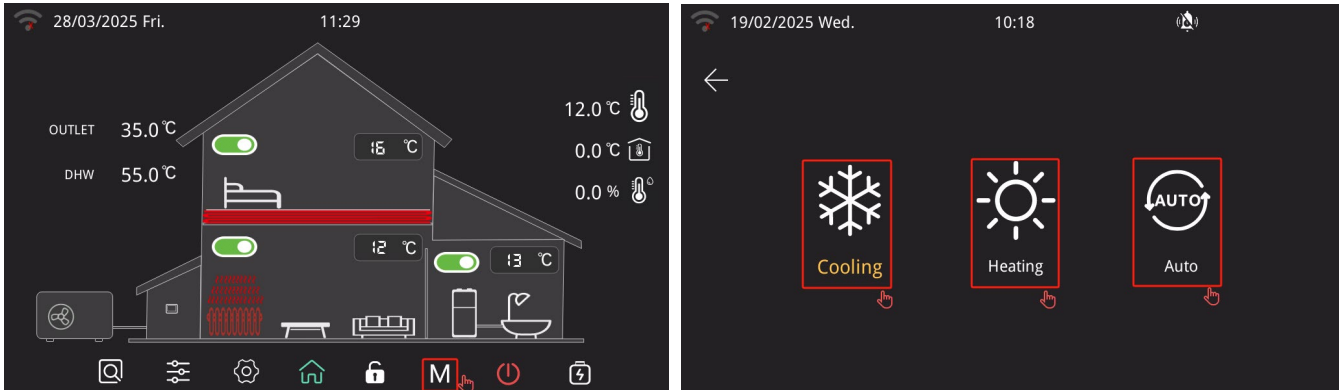 28/03/2025 Fri.
11:29
OUTLET 35.0 ℃
DHW 55.0 ℃
12.0 ℃
0.0 ℃
0.0 %
16 ℃
12 ℃
13 ℃
M
19/02/2025 Wed.
10:18
Cooling
Heating
AUTO
Auto